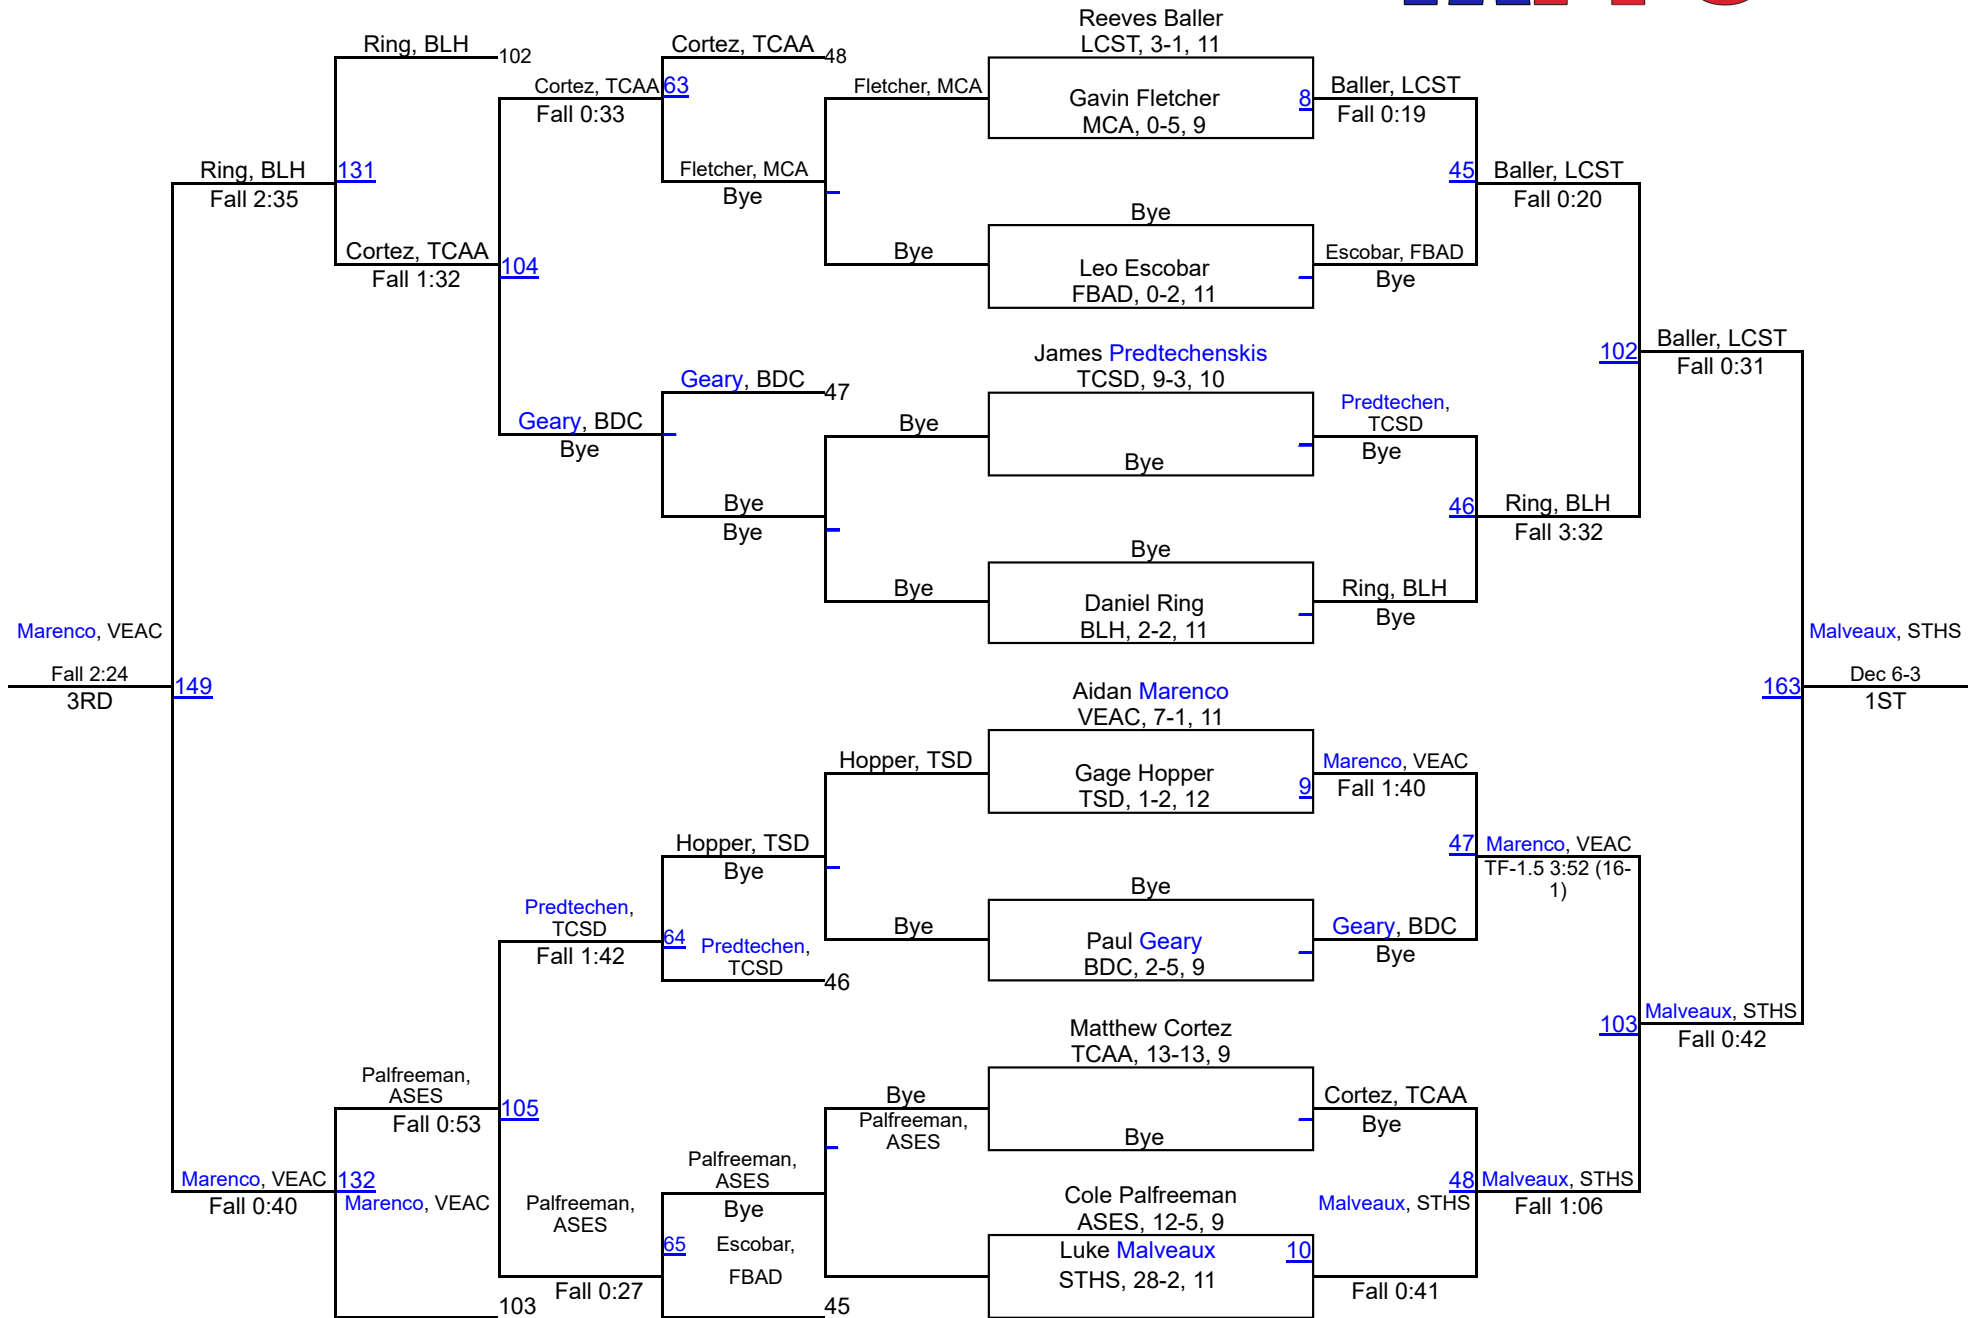 Reeves Baller
LCST, 3-1, 11
Ring, BLH
102
Cortez, TCAA
48
Cortez, TCAA
63
Fall 0:33
Fletcher, MCA
Gavin Fletcher
MCA, 0-5, 9
8
Baller, LCST
Fall 0:19
Ring, BLH
131
Fall 2:35
Fletcher, MCA
Bye
45
Baller, LCST
Fall 0:20
Bye
Cortez, TCAA
Fall 1:32
104
Bye
Leo Escobar
FBAD, 0-2, 11
Escobar, FBAD
Bye
James Predtechenskis
TCSD, 9-3, 10
102
Baller, LCST
Fall 0:31
Geary, BDC
47
Geary, BDC
Bye
Bye
Bye
Predtechen,
TCSD
Bye
Bye
Bye
46
Ring, BLH
Fall 3:32
Bye
Bye
Daniel Ring
BLH, 2-2, 11
Ring, BLH
Bye
Marenco, VEAC
Fall 2:24
3RD
149
Malveaux, STHS
Dec 6-3
1ST
163
Aidan Marenco
VEAC, 7-1, 11
Hopper, TSD
Gage Hopper
TSD, 1-2, 12
9
Marenco, VEAC
Fall 1:40
Hopper, TSD
Bye
47
Marenco, VEAC
TF-1.5 3:52 (16-
1)
Bye
Predtechen,
TCSD
Fall 1:42
64
Predtechen,
TCSD
46
Bye
Paul Geary
BDC, 2-5, 9
Geary, BDC
Bye
Matthew Cortez
TCAA, 13-13, 9
103
Malveaux, STHS
Fall 0:42
Palfreeman,
ASES
Fall 0:53
105
Bye
Palfreeman,
ASES
Bye
Cortez, TCAA
Bye
Marenco, VEAC
Fall 0:40
132
Marenco, VEAC
Palfreeman,
ASES
Palfreeman,
ASES
Bye
Cole Palfreeman
ASES, 12-5, 9
48
Malveaux, STHS
Malveaux, STHS
Fall 1:06
65
Escobar,
FBAD
Luke Malveaux
STHS, 28-2, 11
10
Fall 0:41
103
Fall 0:27
45